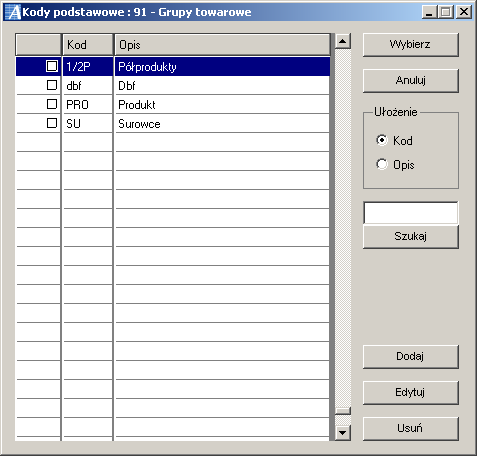 Kody podstawowe : 91 - Grupy towarowe
Kod Opis
1/2P Półprodukty
dbf Dbf
PRO Produkt
SU Surowce
Wybierz
Anuluj
Ułożenie
Kod
Opis
Szukaj
Dodaj
Edytuj
Usuń